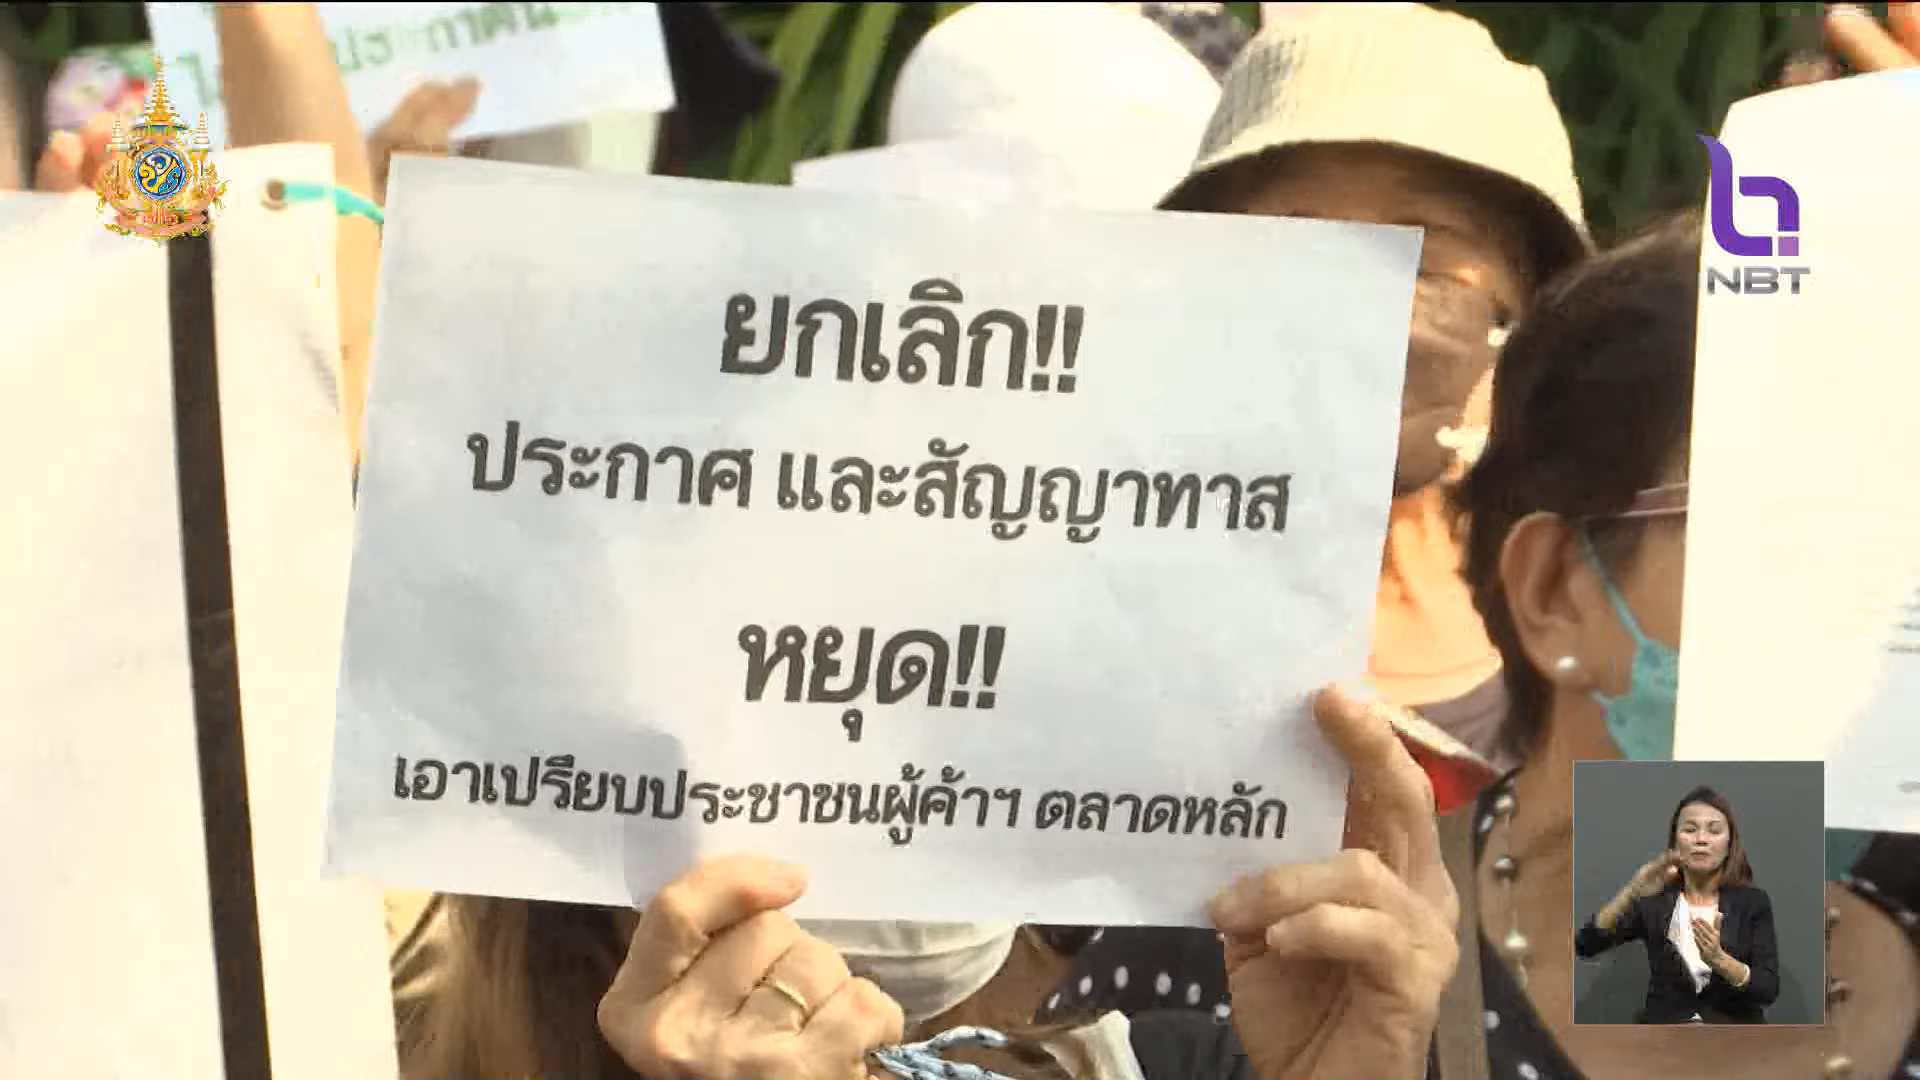 ยกเลิก!!
ประกาศ และสัญญาทาส
หยุด!!
เอาเปรียบประชาชนผู้ค้าฯ ตลาดหลัก
NBT